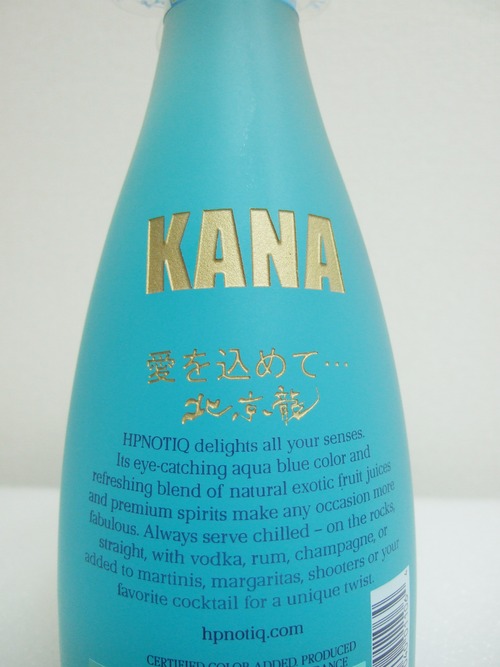 KANA
愛を込めて…
北京龍
HPNOTIQ delights all your senses.
Its eye-catching aqua blue color and
refreshing blend of natural exotic fruit juices
and premium spirits make any occasion more
fabulous. Always serve chilled – on the rocks,
straight, with vodka, rum, champagne, or
added to martinis, margaritas, shooters or your
favorite cocktail for a unique twist.
hpnotiq.com
CERTIFIED COLOR ADDED. PRODUCED